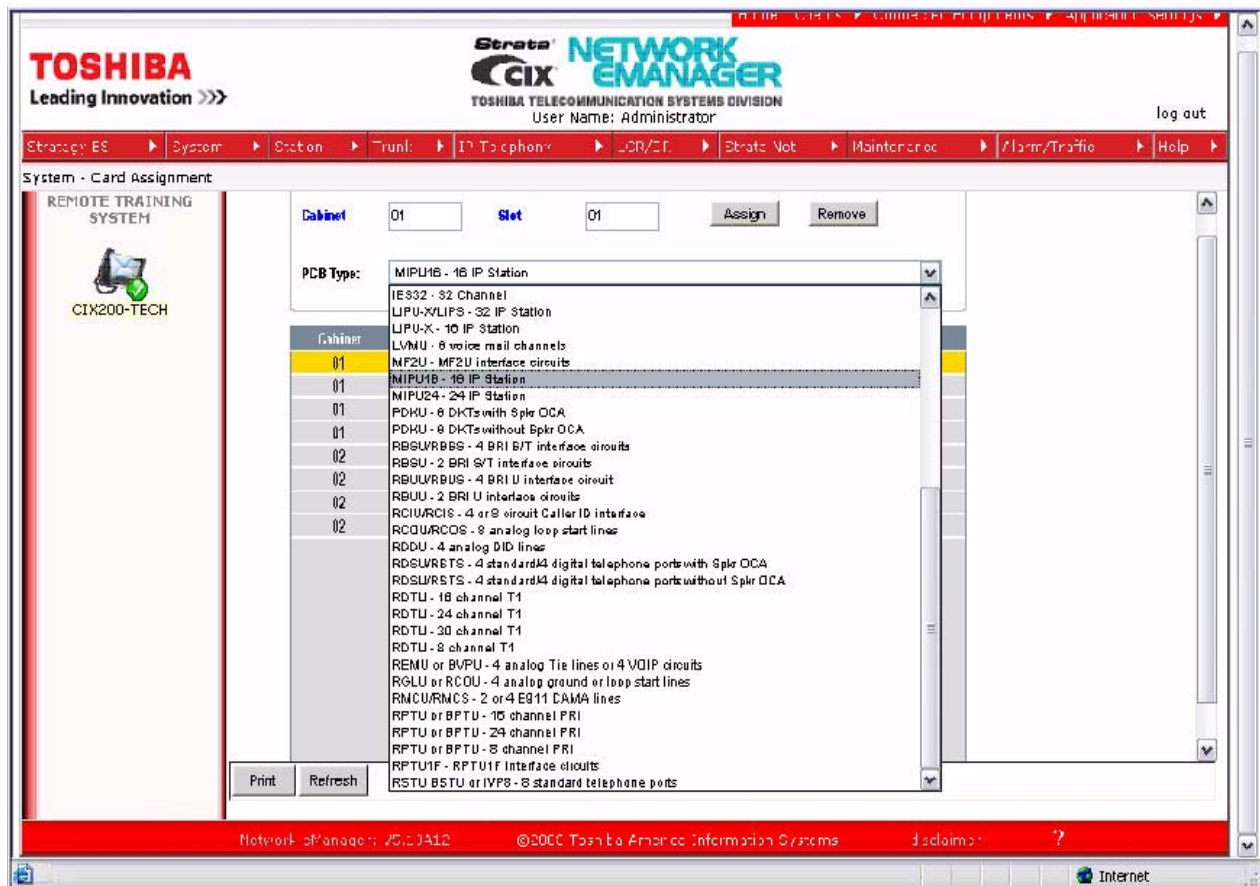 TOSHIBA
Leading Innovation >>>
Strata CIX NETWORK EMANAGER
TOSHIBA TELECOMMUNICATION SYSTEMS DIVISION
User Name: Administrator
log out
Strategy ES System Station Trunk IP Telephony LCR/DR Strata Net Maintenance Alarm/Traffic Help
System - Card Assignment
REMOTE TRAINING
SYSTEM
CIX200-TECH
Cabinet 01 Slot 01 Assign Remove
PCB Type: MIPU16 - 16 IP Station
IES32 - 32 Channel
LIPU-X/LIPS - 32 IP Station
LIPU-X - 16 IP Station
LVMU - 8 voice mail channels
MF2U - MF2U interface circuits
MIPU16 - 16 IP Station
MIPU24 - 24 IP Station
PDKU - 8 DKTs with Spkr OCA
PDKU - 8 DKTs without Spkr OCA
RBSU/RBBS - 4 BRI S/T interface circuits
RBSU - 2 BRI S/T interface circuits
RBUU/RBUS - 4 BRI U interface circuit
RBUU - 2 BRI U interface circuits
RCIU/RCIS - 4 or 8 circuit Caller ID interface
RCOU/RCOS - 8 analog loop start lines
RDDU - 4 analog DID lines
RDSU/RSTS - 4 standard/4 digital telephone ports with Spkr OCA
RDSU/RSTS - 4 standard/4 digital telephone ports without Spkr OCA
RDTU - 16 channel T1
RDTU - 24 channel T1
RDTU - 30 channel T1
RDTU - 8 channel T1
REMU or BVPU - 4 analog Tie lines or 4 VOIP circuits
RGLU or RCOU - 4 analog ground or loop start lines
RMCU/RMCS - 2 or 4 E911 CAMA lines
RPTU or BPTU - 16 channel PRI
RPTU or BPTU - 24 channel PRI
RPTU or BPTU - 8 channel PRI
RPTU1F - RPTU1F interface circuits
RSTU BSTU or IVP8 - 8 standard telephone ports
Cabinet
01
01
01
01
02
02
02
02
Print Refresh
Network eManager: ©2006 Toshiba America Information Systems disclaimer ?
Internet